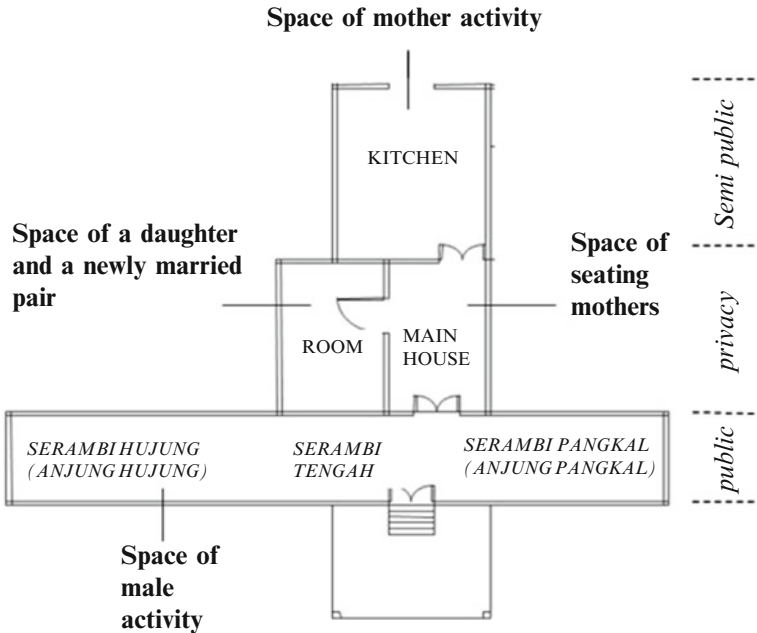 Space of mother activity
KITCHEN
Semi public
Space of a daughter
and a newly married
pair
Space of
seating
mothers
ROOM
MAIN
HOUSE
privacy
SERAMBI HUJUNG
(ANJUNG HUJUNG)
SERAMBI
TENGAH
SERAMBI PANGKAL
(ANJUNG PANGKAL)
public
Space of
male
activity